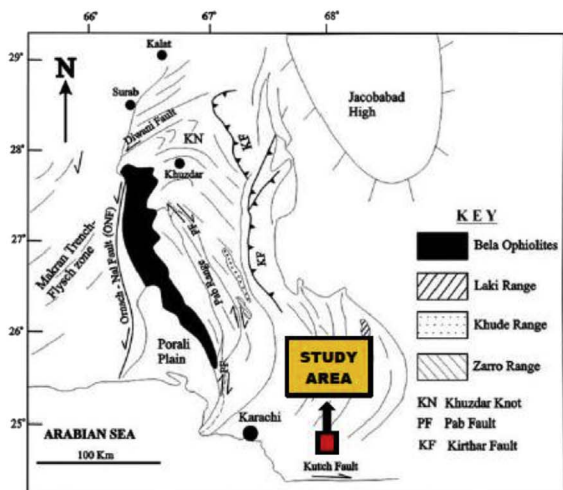 66°
67°
68°
29°
28°
27°
26°
25°
N
Kalat
Surab
Diwani Fault
KN
KF
Khuzdar
Jacobabad
High
Makran Trench-
Flysch zone
Ornach - Nal Fault (ONF)
PF
Pab Range
KF
Porali
Plain
PF
Karachi
ARABIAN SEA
100 Km
Kutch Fault
STUDY
AREA
KEY
Bela Ophiolites
Laki Range
Khude Range
Zarro Range
KN Khuzdar Knot
PF Pab Fault
KF Kirthar Fault